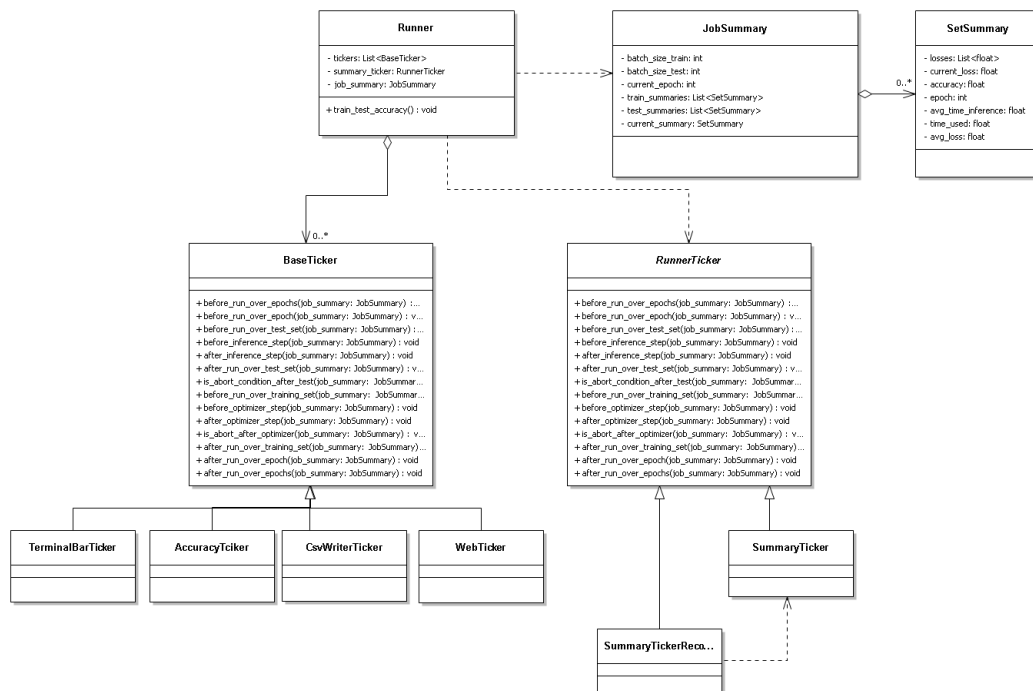 Runner
- tickers: List<BaseTicker>
- summary_ticker: RunnerTicker
- job_summary: JobSummary
+ train_test_accuracy() : void
JobSummary
- batch_size_train: int
- batch_size_test: int
- current_epoch: int
- train_summaries: List<SetSummary>
- test_summaries: List<SetSummary>
- current_summary: SetSummary
0..*
SetSummary
- losses: List<float>
- current_loss: float
- accuracy: float
- epoch: int
- avg_time_inference: float
- time_used: float
- avg_loss: float
0..*
BaseTicker
+ before_run_over_epochs(job_summary: JobSummary) :...
+ before_run_over_epoch(job_summary: JobSummary) : v...
+ before_run_over_test_set(job_summary: JobSummary) :...
+ before_inference_step(job_summary: JobSummary) : void
+ after_inference_step(job_summary: JobSummary) : void
+ after_run_over_test_set(job_summary: JobSummary) : v...
+ is_abort_condition_after_test(job_summary: JobSummar...
+ before_run_over_training_set(job_summary: JobSumma...
+ before_optimizer_step(job_summary: JobSummary) : void
+ after_optimizer_step(job_summary: JobSummary) : void
+ is_abort_after_optimizer(job_summary: JobSummary) : v...
+ after_run_over_training_set(job_summary: JobSummary)...
+ after_run_over_epoch(job_summary: JobSummary) : void
+ after_run_over_epochs(job_summary: JobSummary) : void
RunnerTicker
+ before_run_over_epochs(job_summary: JobSummary) :...
+ before_run_over_epoch(job_summary: JobSummary) : v...
+ before_run_over_test_set(job_summary: JobSummary) :...
+ before_inference_step(job_summary: JobSummary) : void
+ after_inference_step(job_summary: JobSummary) : void
+ after_run_over_test_set(job_summary: JobSummary) : v...
+ is_abort_condition_after_test(job_summary: JobSummar...
+ before_run_over_training_set(job_summary: JobSumma...
+ before_optimizer_step(job_summary: JobSummary) : void
+ after_optimizer_step(job_summary: JobSummary) : void
+ is_abort_after_optimizer(job_summary: JobSummary) : v...
+ after_run_over_training_set(job_summary: JobSummary)...
+ after_run_over_epoch(job_summary: JobSummary) : void
+ after_run_over_epochs(job_summary: JobSummary) : void
TerminalBarTicker
AccuracyTciker
CsvWriterTicker
WebTicker
SummaryTicker
SummaryTickerReco...